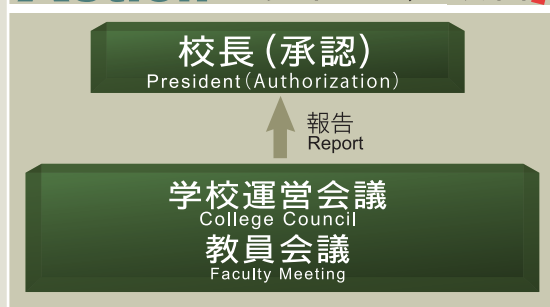 校長（承認）
President（Authorization）
報告
Report
学校運営会議
College Council
教員会議
Faculty Meeting